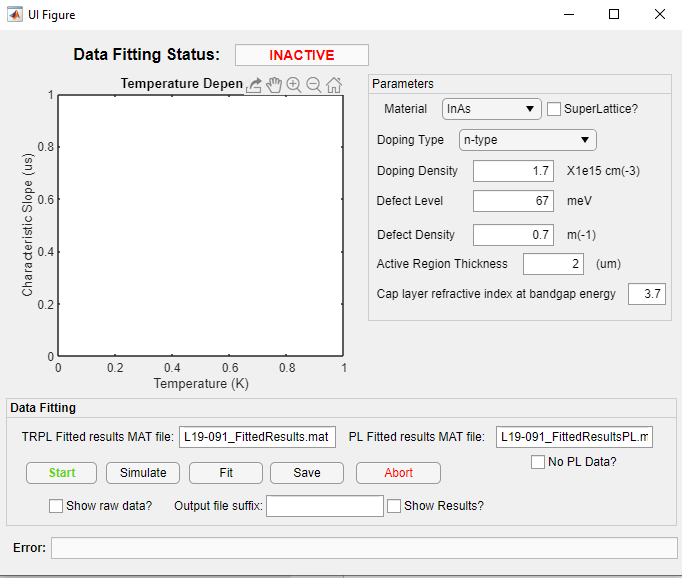 UI Figure
Data Fitting Status: INACTIVE
Temperature Depen
Characteristic Slope (us)
1
0.8
0.6
0.4
0.2
0
0 0.2 0.4 0.6 0.8 1
Temperature (K)
Parameters
Material InAs SuperLattice?
Doping Type n-type
Doping Density 1.7 X1e15 cm(-3)
Defect Level 67 meV
Defect Density 0.7 m(-1)
Active Region Thickness 2 (um)
Cap layer refractive index at bandgap energy 3.7
Data Fitting
TRPL Fitted results MAT file: L19-091_FittedResults.mat PL Fitted results MAT file: L19-091_FittedResultsPL.m
No PL Data?
Start Simulate Fit Save Abort
Show raw data? Output file suffix: Show Results?
Error: